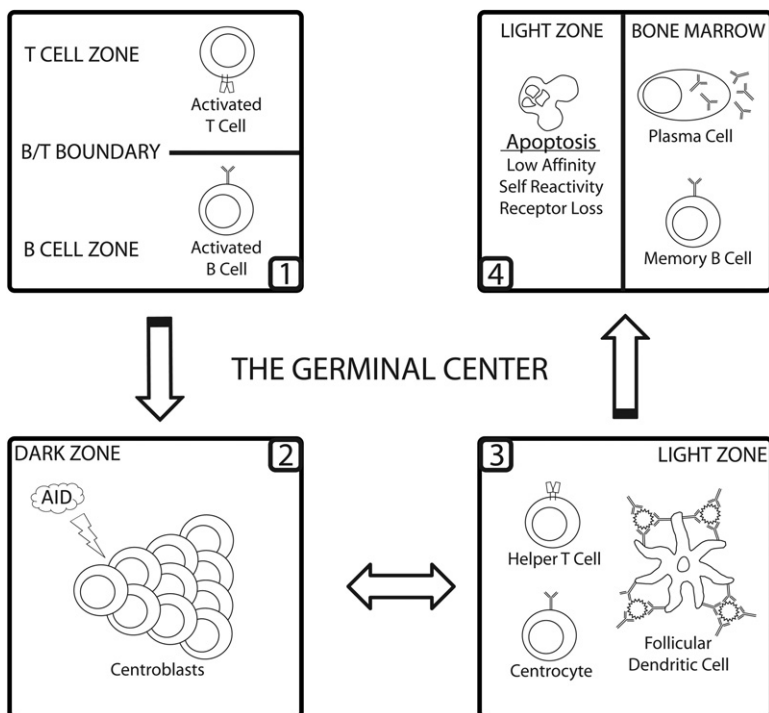 T CELL ZONE
Activated
T Cell
B/T BOUNDARY
B CELL ZONE
Activated
B Cell
1
LIGHT ZONE
Apoptosis
Low Affinity
Self Reactivity
Receptor Loss
4
BONE MARROW
Plasma Cell
Memory B Cell
THE GERMINAL CENTER
DARK ZONE
2
AID
Centroblasts
3
LIGHT ZONE
Helper T Cell
Centrocyte
Follicular
Dendritic Cell